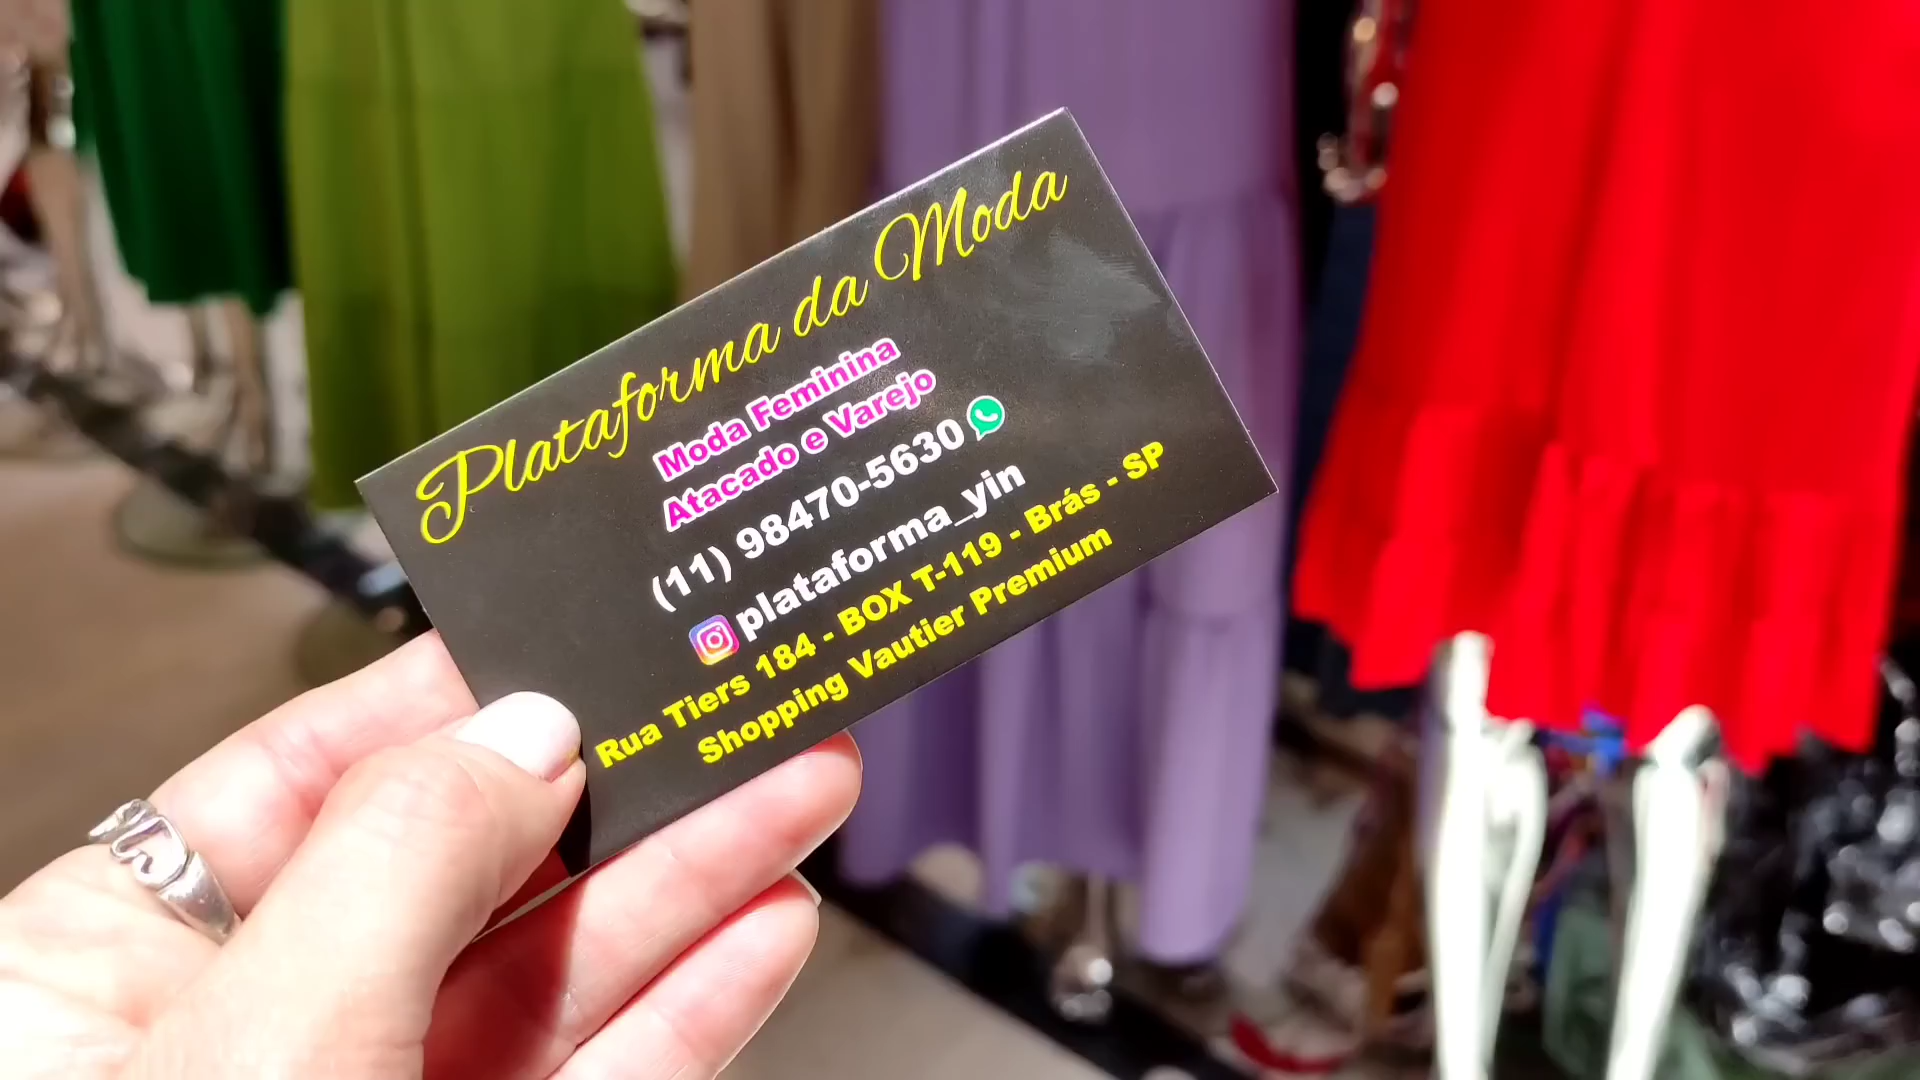 Plataforma da Moda
Moda Feminina
Atacado e Varejo
(11) 98470-5630
plataforma_yin
Rua Tiers 184 - BOX T-119 - Brás - SP
Shopping Vautier Premium